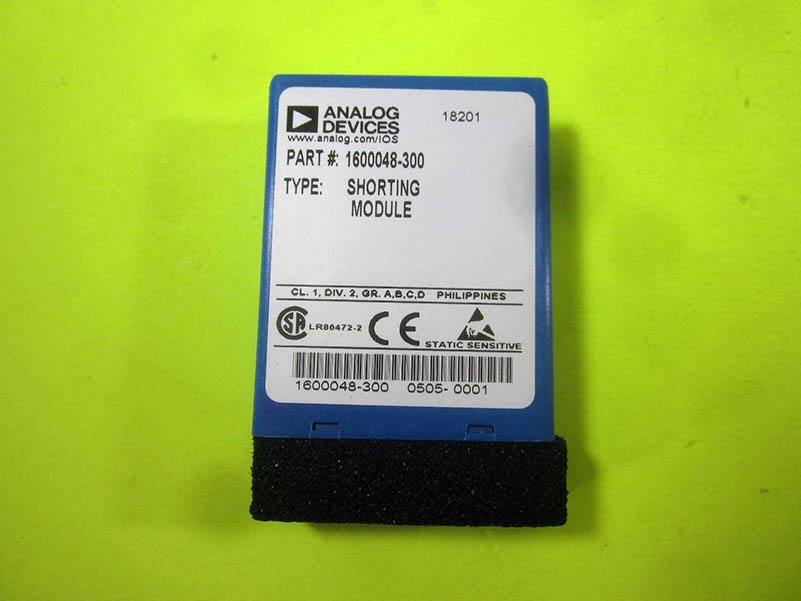 ANALOG
DEVICES
18201
www.analog.com/IOS
PART #: 1600048-300
TYPE: SHORTING
MODULE
CL. 1, DIV. 2, GR. A,B,C,D PHILIPPINES
SA LR80472-2 CE
STATIC SENSITIVE
1600048-300 0505- 0001